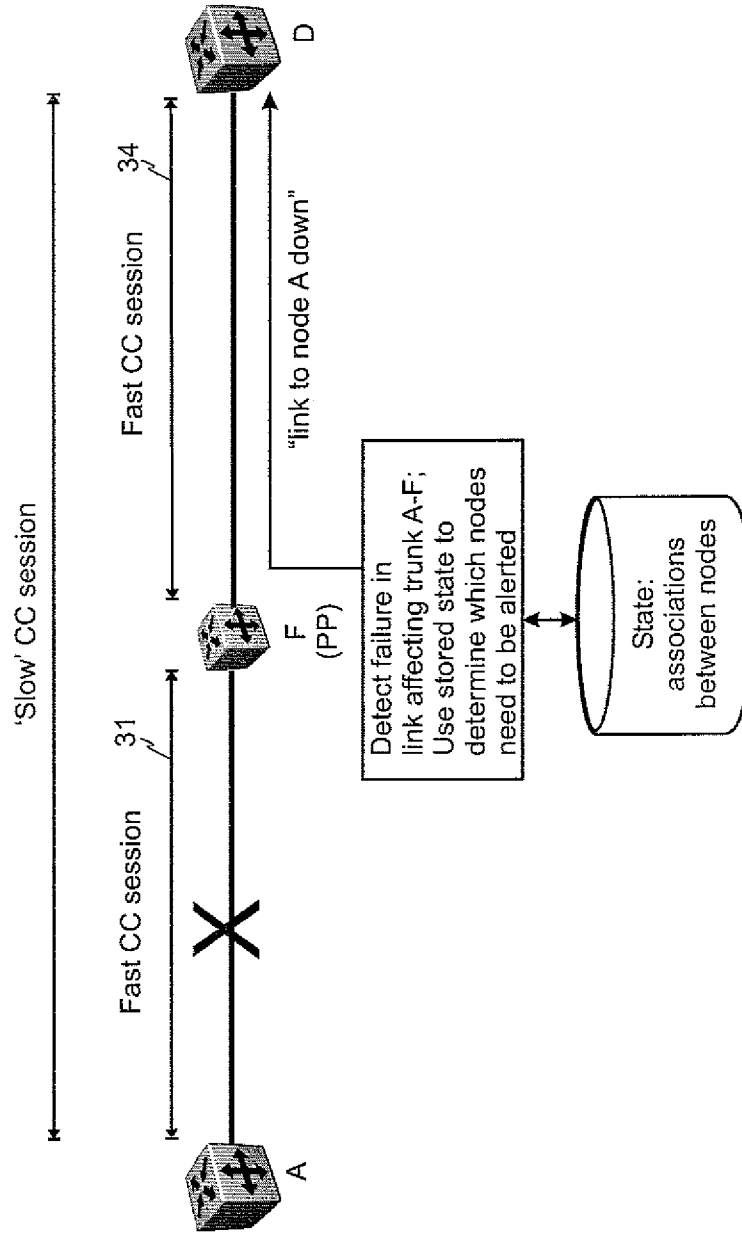 'Slow' CC session
Fast CC session
31
Fast CC session
34
A
F
(PP)
D
"link to node A down"
Detect failure in
link affecting trunk A-F;
Use stored state to
determine which nodes
need to be alerted
State:
associations
between nodes